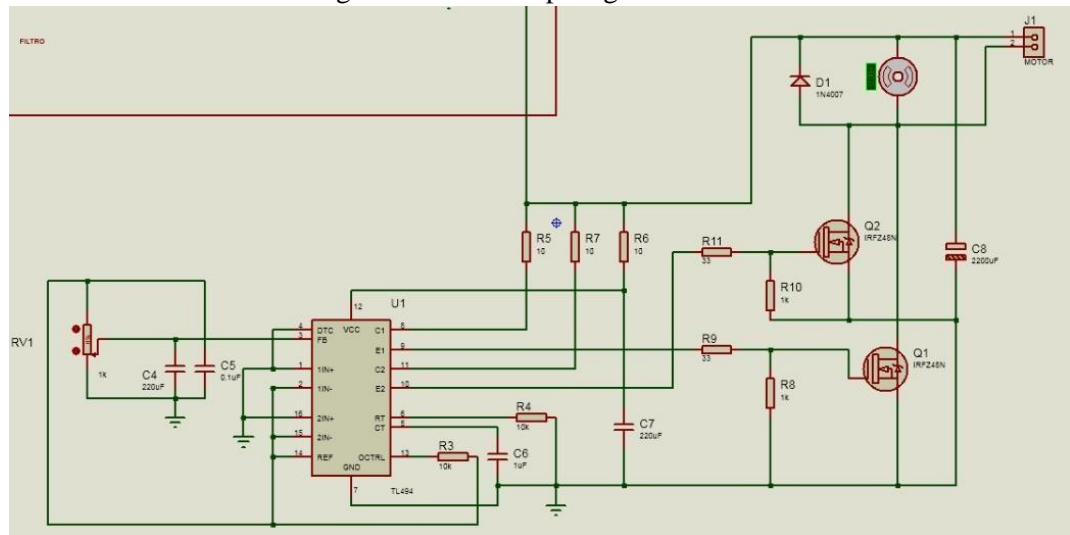 FILTRO
J1
1
2
MOTOR
D1
1N4007
Q2
IRFZ48N
C8
2200uF
R5
10
R7
10
R6
10
R11
33
R10
1k
R9
33
R8
1k
Q1
IRFZ48N
RV1
1k
C4
220uF
C5
0.1uF
U1
12
4 DTC VCC C1 8
3 FB E1 9
1 1IN+ C2 11
2 1IN- E2 10
16 2IN+ RT 6
15 2IN- CT 5
14 REF OCTRL 13
GND
7
TL494
R4
10k
R3
10k
C6
1uF
C7
220uF